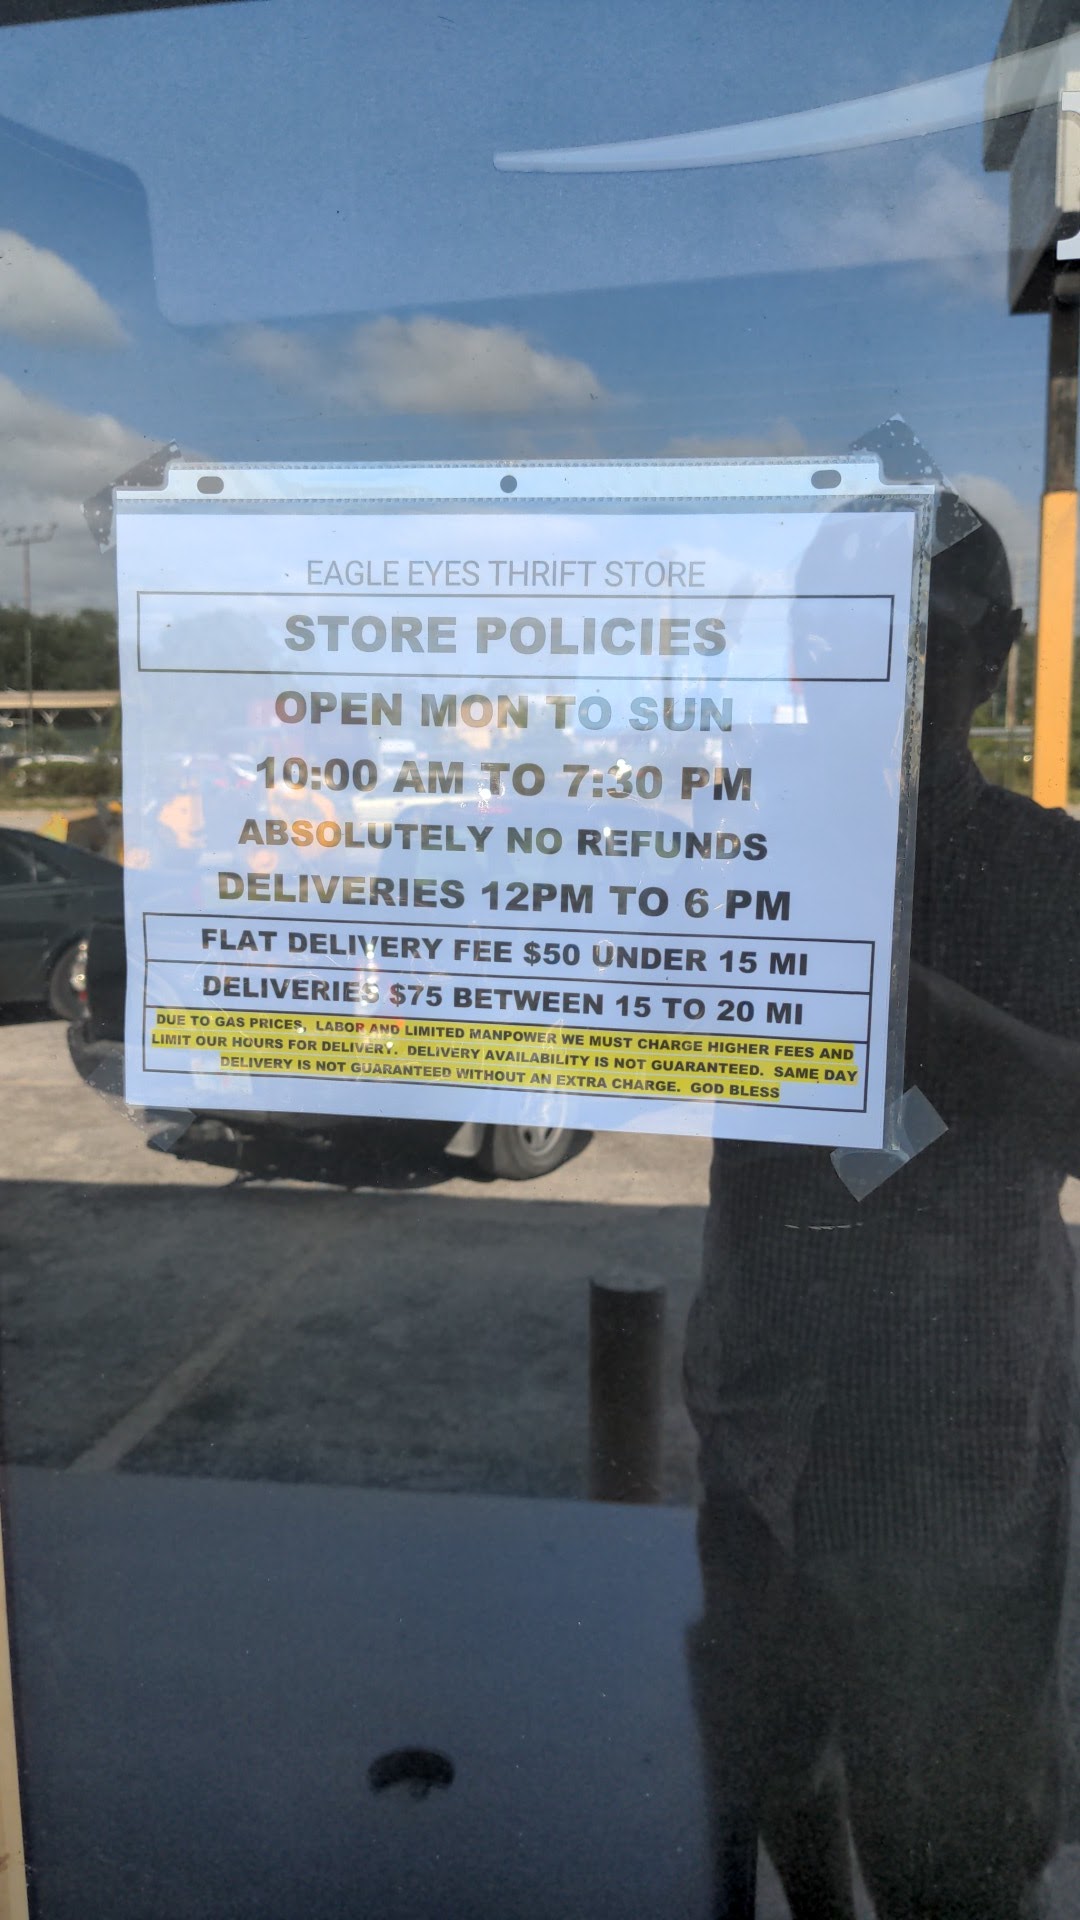 EAGLE EYES THRIFT STORE
STORE POLICIES
OPEN MON TO SUN
10:00 AM TO 7:30 PM
ABSOLUTELY NO REFUNDS
DELIVERIES 12PM TO 6 PM
FLAT DELIVERY FEE $50 UNDER 15 MI
DELIVERIES $75 BETWEEN 15 TO 20 MI
DUE TO GAS PRICES, LABOR AND LIMITED MANPOWER WE MUST CHARGE HIGHER FEES AND
LIMIT OUR HOURS FOR DELIVERY. DELIVERY AVAILABILITY IS NOT GUARANTEED. SAME DAY
DELIVERY IS NOT GUARANTEED WITHOUT AN EXTRA CHARGE. GOD BLESS